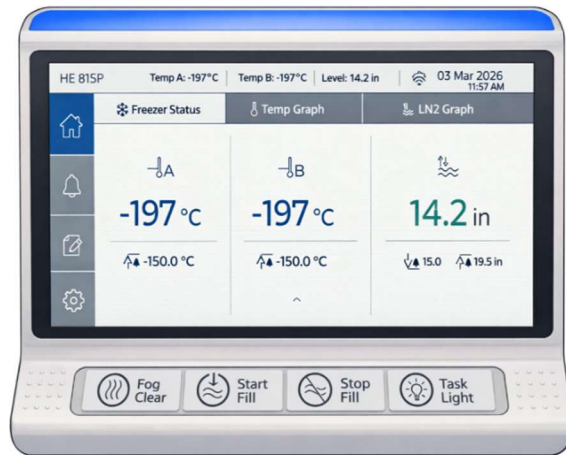 HE 815P Temp A: -197°C Temp B: -197°C Level: 14.2 in 03 Mar 2026
11:57 AM
Freezer Status Temp Graph LN2 Graph
A B
-197 °C -197 °C 14.2 in
-150.0 °C -150.0 °C 15.0 19.5 in
Fog Clear
Start Fill
Stop Fill
Task Light